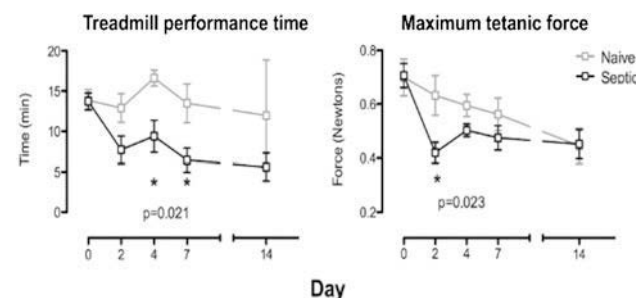 Treadmill performance time
Maximum tetanic force
Time (min)
20
15
10
5
0
* *
p=0.021
0 2 4 7 14
Force (Newtons)
0.8
0.6
0.4
0.2
*
p=0.023
0 2 4 7 14
Naive
Septic
Day